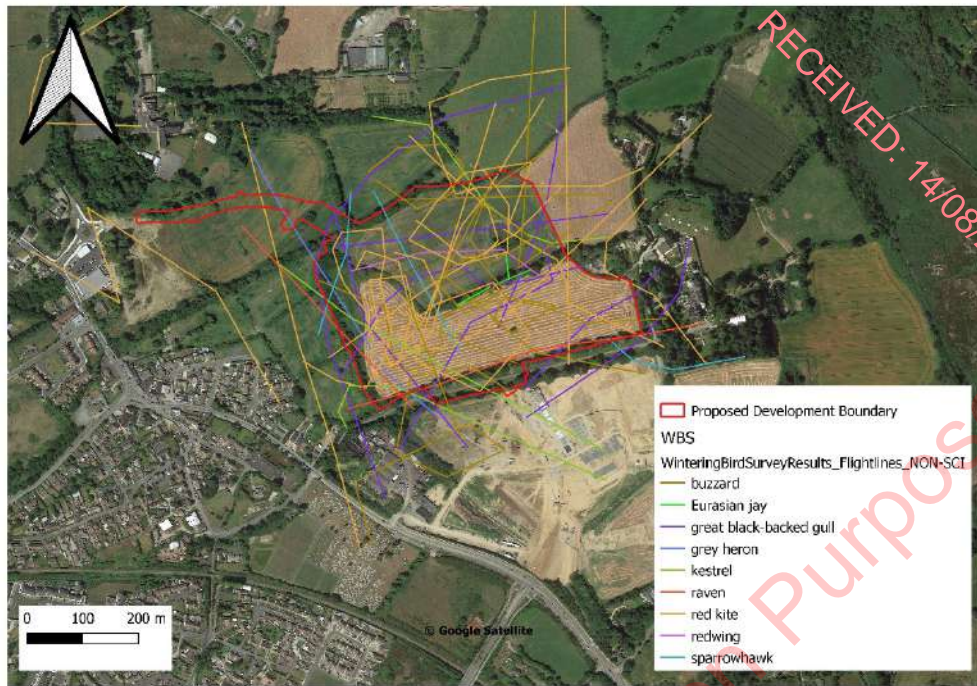 RECEIVED: 14/08/
Proposed Development Boundary
WBS
WinteringBirdSurveyResults_Flightlines_NON-SCI
buzzard
Eurasian jay
great black-backed gull
grey heron
kestrel
raven
red kite
redwing
sparrowhawk
0 100 200 m
© Google Satellite
Purpos